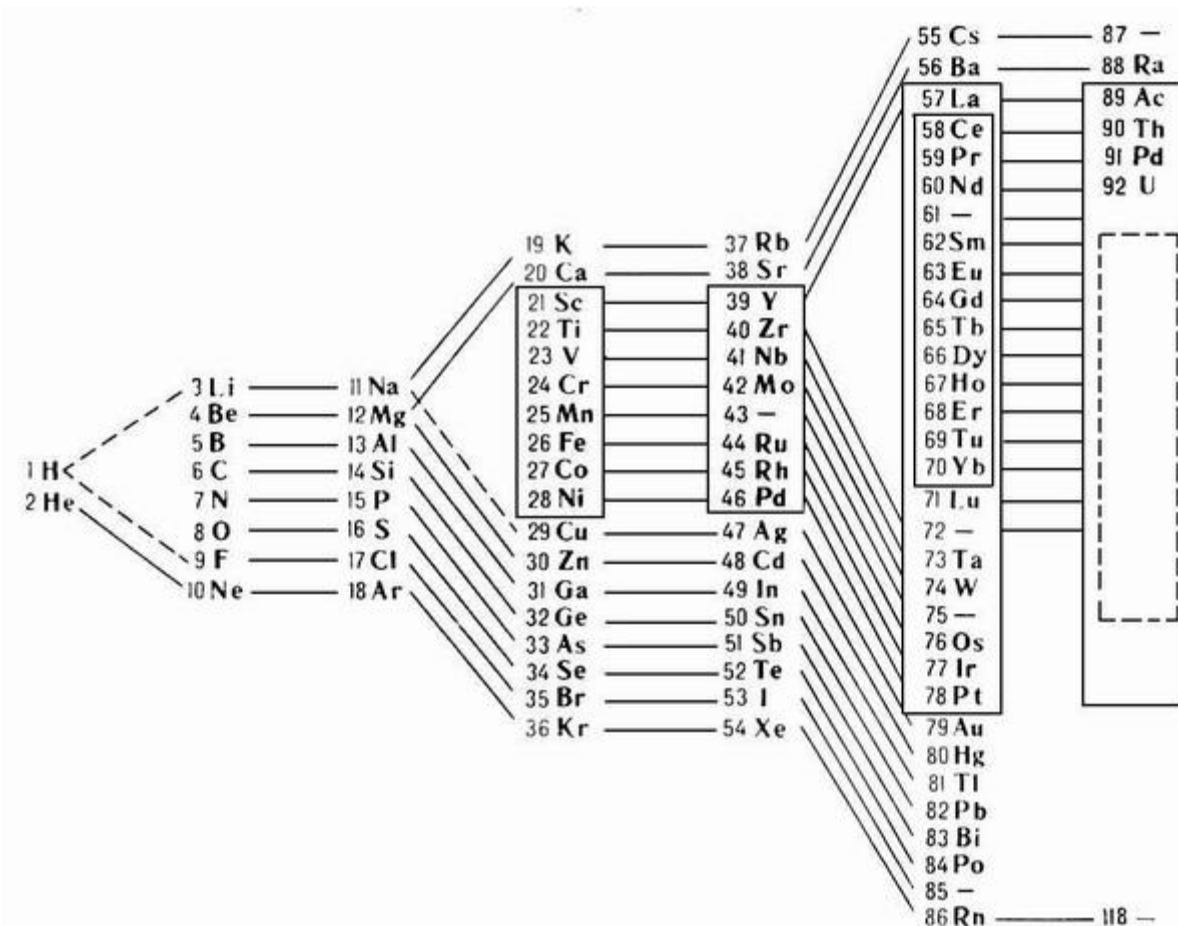 1 H
2 He
3 Li
4 Be
5 B
6 C
7 N
8 O
9 F
10 Ne
11 Na
12 Mg
13 Al
14 Si
15 P
16 S
17 Cl
18 Ar
19 K
20 Ca
21 Sc
22 Ti
23 V
24 Cr
25 Mn
26 Fe
27 Co
28 Ni
29 Cu
30 Zn
31 Ga
32 Ge
33 As
34 Se
35 Br
36 Kr
37 Rb
38 Sr
39 Y
40 Zr
41 Nb
42 Mo
43 —
44 Ru
45 Rh
46 Pd
47 Ag
48 Cd
49 In
50 Sn
51 Sb
52 Te
53 I
54 Xe
55 Cs
56 Ba
57 La
58 Ce
59 Pr
60 Nd
61 —
62 Sm
63 Eu
64 Gd
65 Tb
66 Dy
67 Ho
68 Er
69 Tu
70 Yb
71 Lu
72 —
73 Ta
74 W
75 —
76 Os
77 Ir
78 Pt
79 Au
80 Hg
81 Tl
82 Pb
83 Bi
84 Po
85 —
86 Rn
87 —
88 Ra
89 Ac
90 Th
91 Pd
92 U
118 —